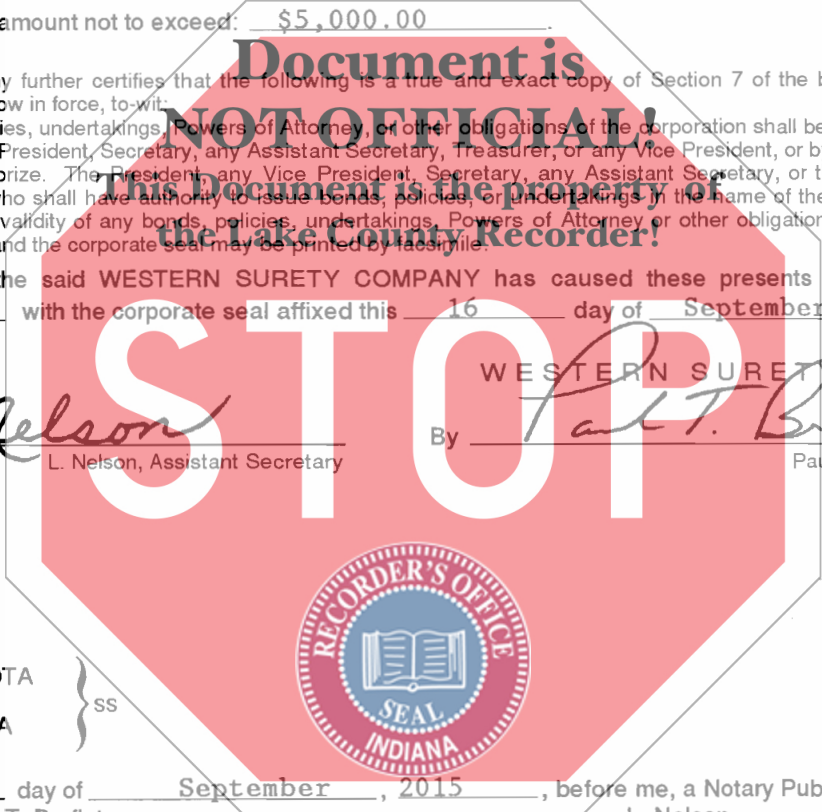 amount not to exceed: $5,000.00.
Document is
y further certifies that the following is a true and exact copy of Section 7 of the b
ow in force, to-wit:
NOT OFFICIAL!
ies, undertakings, Powers of Attorney, or other obligations of the corporation shall be
President, Secretary, any Assistant Secretary, Treasurer, or any Vice President, or b
orize. The President, any Vice President, Secretary, any Assistant Secretary, or t
This Document is the property of
ho shall have authority to issue bonds, policies, or undertakings in the name of the
validity of any bonds, policies, undertakings, Powers of Attorney or other obligation
the Lake County Recorder!
nd the corporate seal may be printed by facsimile.
he said WESTERN SURETY COMPANY has caused these presents
with the corporate seal affixed this 16 day of September
STOP
WESTERN SURET
Nelson
Paul T. B
By
L. Nelson, Assistant Secretary
Pau
RECORDER'S OFFICE
SEAL
INDIANA
OTA
SS
A
day of September, 2015, before me, a Notary Pub